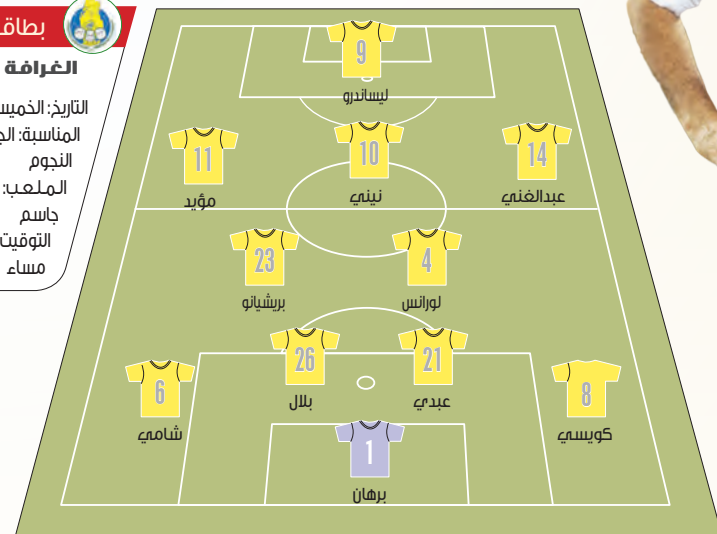 بطاق
الغرافة
التاريخ: الخميس
المناسبة: الج
النجوم
الملعب:
جاسم
التوقيت
مساء
9
ليساندرو
14
عبدالغني
10
نيني
11
مؤيد
4
لورانس
23
بريشيانو
8
كويسي
21
عبدي
26
بلال
6
شامي
1
برهان